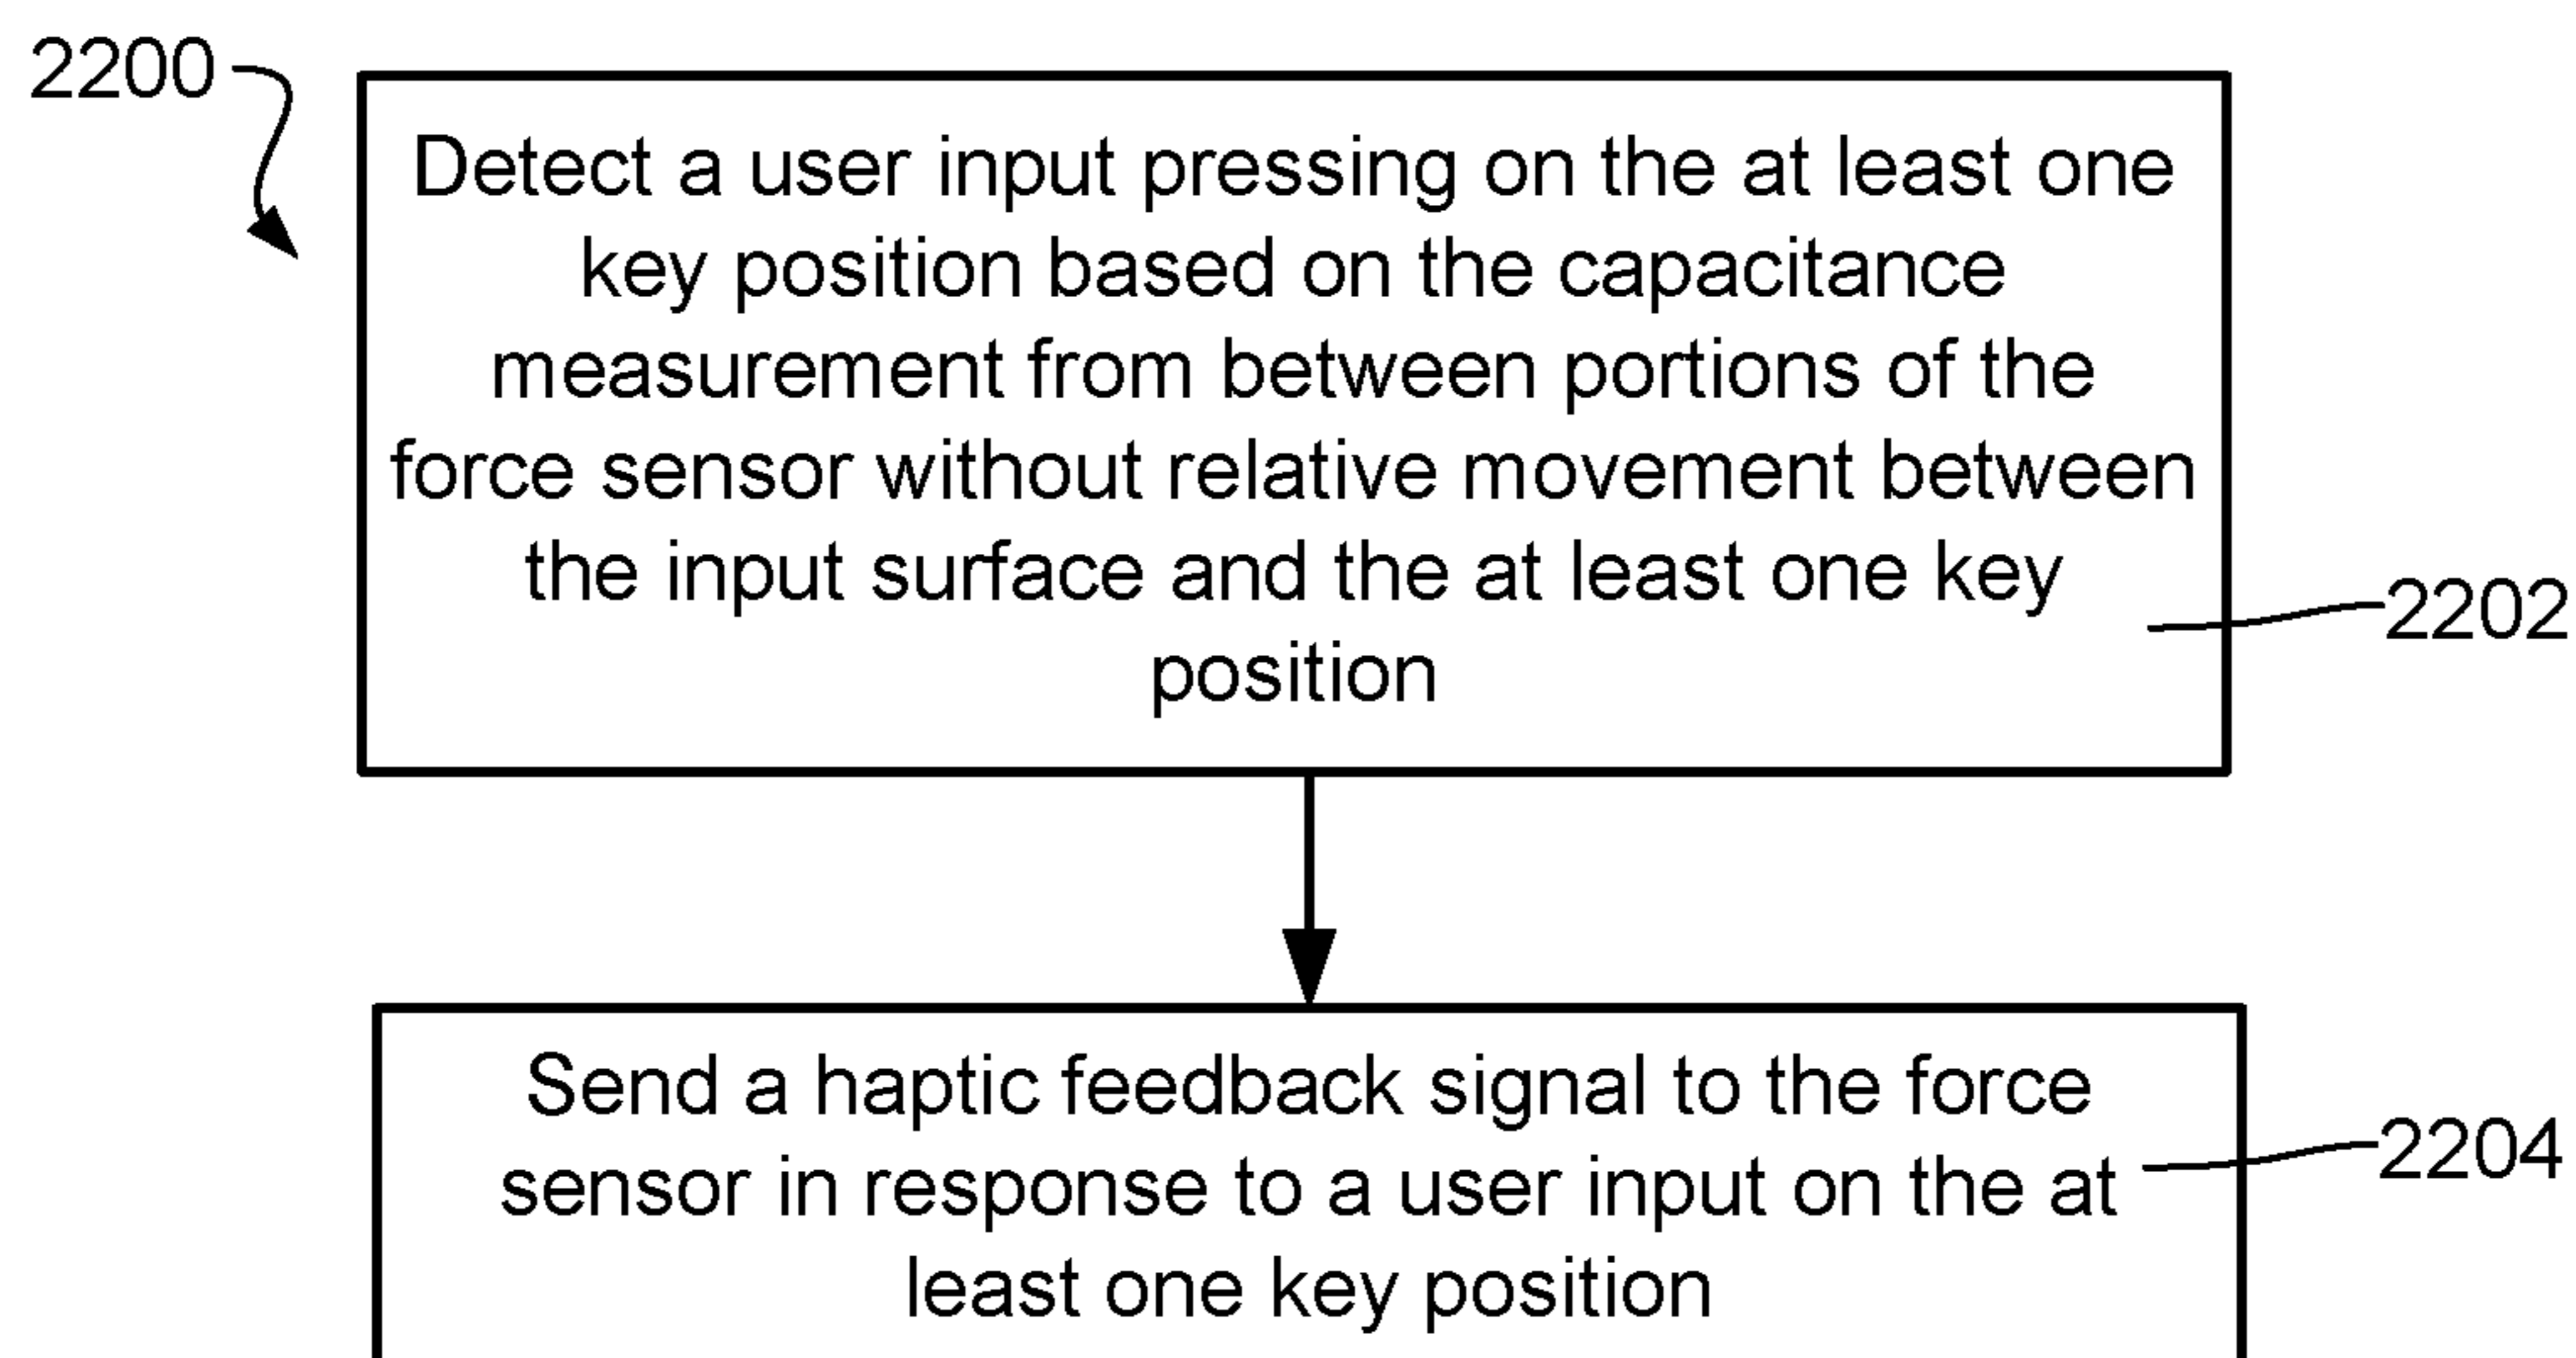 2200
Detect a user input pressing on the at least one
key position based on the capacitance
measurement from between portions of the
force sensor without relative movement between
the input surface and the at least one key
position
2202
Send a haptic feedback signal to the force
sensor in response to a user input on the at
least one key position
2204